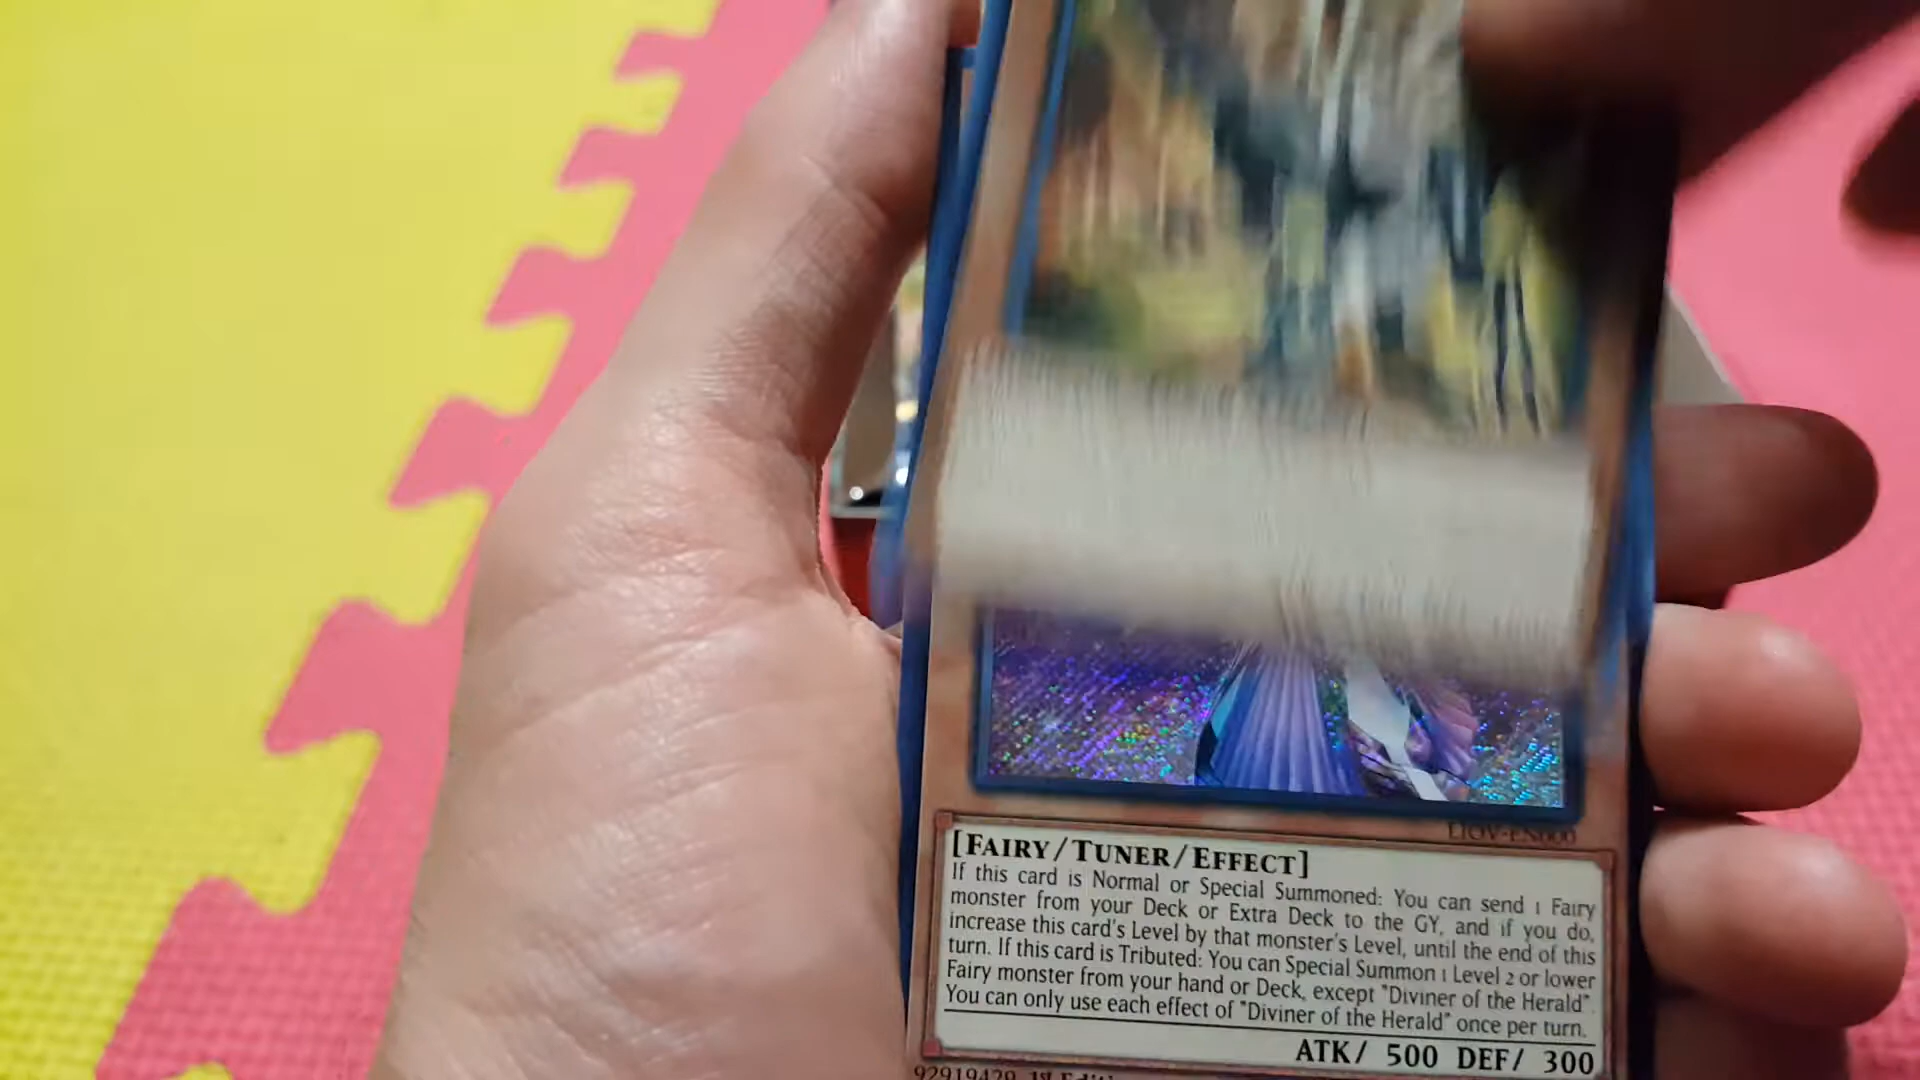 [FAIRY/TUNER/EFFECT]
If this card is Normal or Special Summoned: You can send 1 Fairy
monster from your Deck or Extra Deck to the GY, and if you do,
increase this card's Level by that monster's Level, until the end of this
turn. If this card is Tributed: You can Special Summon 1 Level 2 or lower
Fairy monster from your hand or Deck, except "Diviner of the Herald".
You can only use each effect of "Diviner of the Herald" once per turn.
ATK/ 500 DEF/ 300
92919429